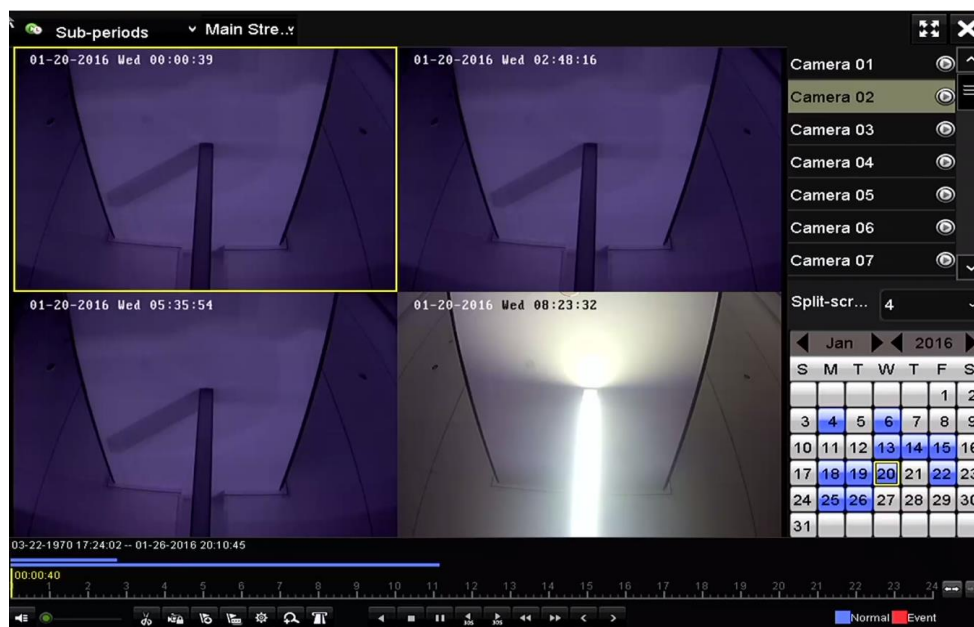 Sub-periods Main Stre..
01-20-2016 Wed 00:00:39
01-20-2016 Wed 02:48:16
01-20-2016 Wed 05:35:54
01-20-2016 Wed 08:23:32
Camera 01
Camera 02
Camera 03
Camera 04
Camera 05
Camera 06
Camera 07
Split-scr... 4
Jan 2016
S M T W T F S
1 2
3 4 5 6 7 8 9
10 11 12 13 14 15 16
17 18 19 20 21 22 23
24 25 26 27 28 29 30
31
03-22-1970 17:24:02 -- 01-26-2016 20:10:45
00:00:40
1 2 3 4 5 6 7 8 9 10 11 12 13 14 15 16 17 18 19 20 21 22 23 24
30S 30S
Normal Event